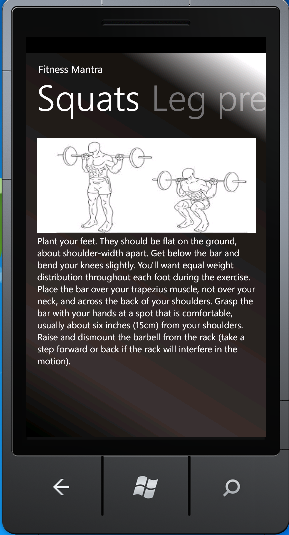 Fitness Mantra
Squats Leg pre
Plant your feet. They should be flat on the ground,
about shoulder-width apart. Get below the bar and
bend your knees slightly. You'll want equal weight
distribution throughout each foot during the exercise.
Place the bar over your trapezius muscle, not over your
neck, and across the back of your shoulders. Grasp the
bar with your hands at a spot that is comfortable,
usually about six inches (15cm) from your shoulders.
Raise and dismount the barbell from the rack (take a
step forward or back if the rack will interfere in the
motion).